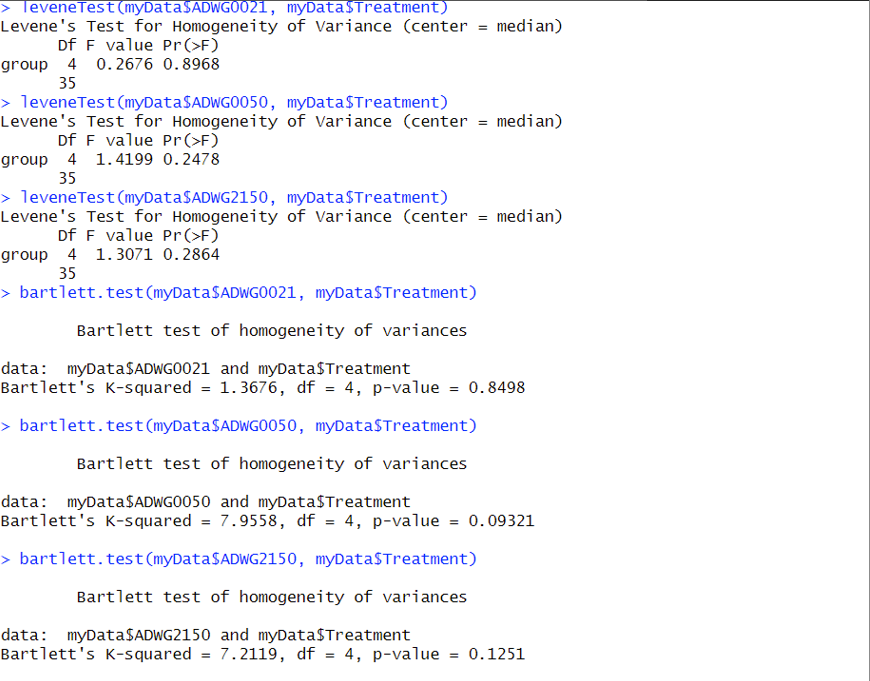 > leveneTest(myData$ADWG0021, myData$Treatment)
Levene's Test for Homogeneity of Variance (center = median)
      Df F value Pr(>F)
group  4  0.2676 0.8968
      35
> leveneTest(myData$ADWG0050, myData$Treatment)
Levene's Test for Homogeneity of Variance (center = median)
      Df F value Pr(>F)
group  4  1.4199 0.2478
      35
> leveneTest(myData$ADWG2150, myData$Treatment)
Levene's Test for Homogeneity of Variance (center = median)
      Df F value Pr(>F)
group  4  1.3071 0.2864
      35
> bartlett.test(myData$ADWG0021, myData$Treatment)
        Bartlett test of homogeneity of variances
data:  myData$ADWG0021 and myData$Treatment
Bartlett's K-squared = 1.3676, df = 4, p-value = 0.8498
> bartlett.test(myData$ADWG0050, myData$Treatment)
        Bartlett test of homogeneity of variances
data:  myData$ADWG0050 and myData$Treatment
Bartlett's K-squared = 7.9558, df = 4, p-value = 0.09321
> bartlett.test(myData$ADWG2150, myData$Treatment)
        Bartlett test of homogeneity of variances
data:  myData$ADWG2150 and myData$Treatment
Bartlett's K-squared = 7.2119, df = 4, p-value = 0.1251